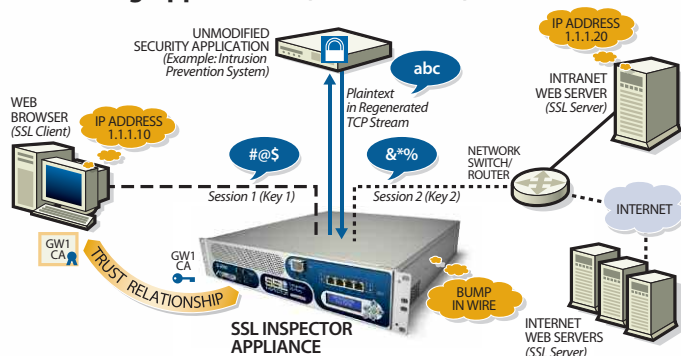 UNMODIFIED
SECURITY APPLICATION
(Example: Intrusion
Prevention System)
abc
Plaintext
in Regenerated
TCP Stream
IP ADDRESS
1.1.1.20
INTRANET
WEB SERVER
(SSL Server)
WEB
BROWSER
(SSL Client)
IP ADDRESS
1.1.1.10
#@$
&*%
NETWORK
SWITCH/
ROUTER
Session 1 (Key 1)
Session 2 (Key 2)
INTERNET
GW1
CA
TRUST RELATIONSHIP
GW1
CA
BUMP
IN WIRE
SSL INSPECTOR
APPLIANCE
INTERNET
WEB SERVERS
(SSL Server)